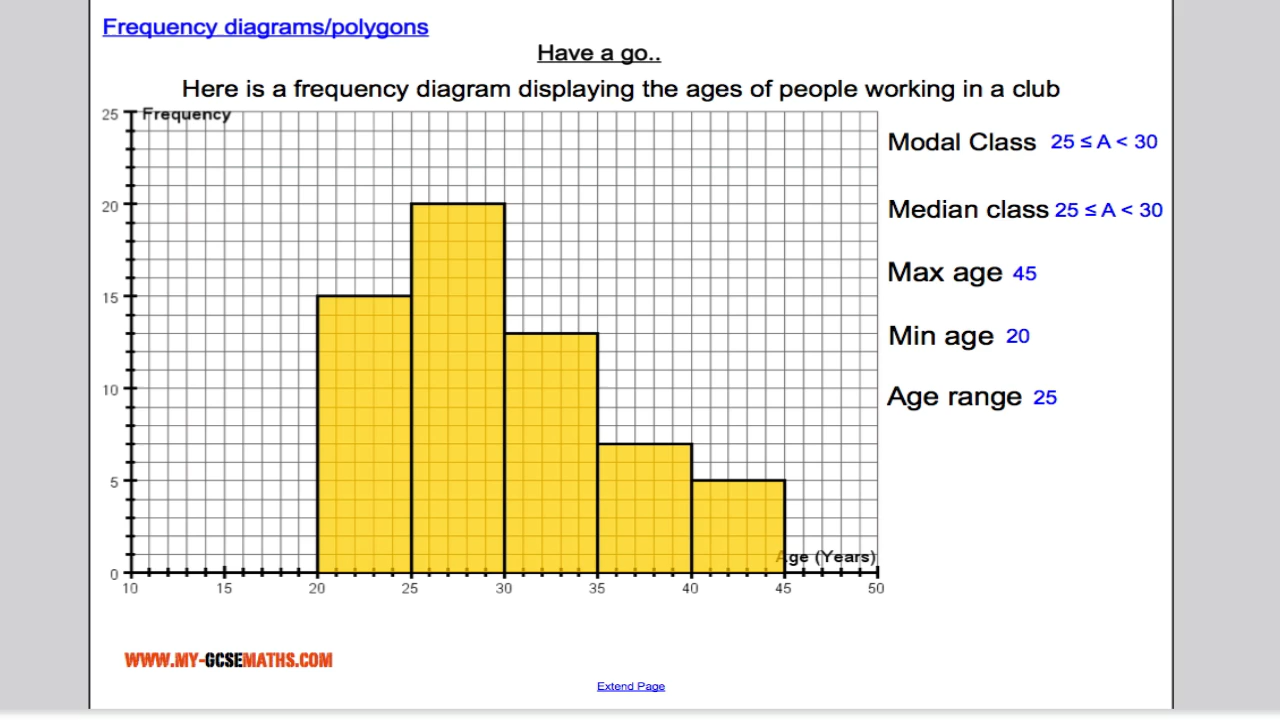 Frequency diagrams/polygons
Have a go..
Here is a frequency diagram displaying the ages of people working in a club
25
Frequency
Modal Class 25 ≤ A < 30
20
Median class 25 ≤ A < 30
Max age 45
15
Min age 20
10
Age range 25
5
Age (Years)
0
10 15 20 25 30 35 40 45 50
WWW.MY-GCSEMATHS.COM
Extend Page